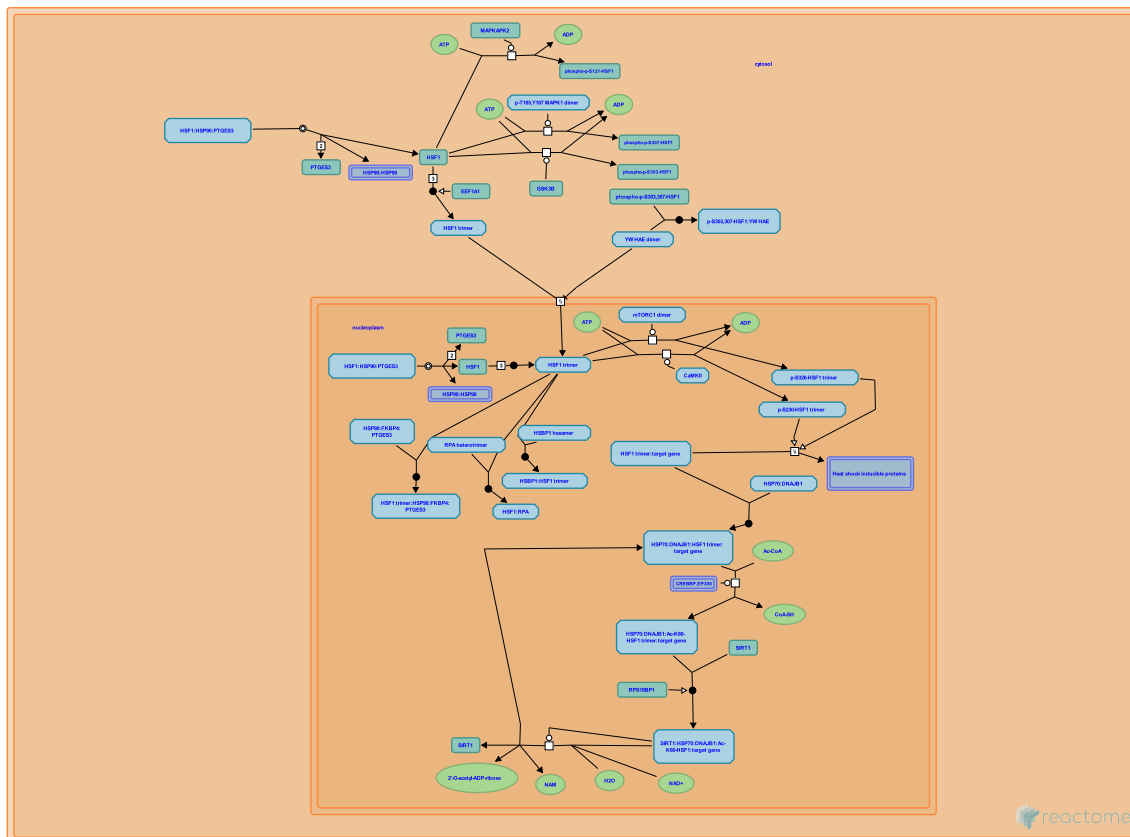 MAPKAPK2
ATP
ADP
cytosol
phospho-p-S121-HSF1
p-T185,Y187 MAPK1 dimer
ATP
ADP
HSF1:HSP90:PTGES3
2
phospho-p-S307-HSF1
HSF1
PTGES3
HSP90:HSP90
phospho-p-S303-HSF1
3
EEF1A1
GSK3B
phospho-p-S303,307-HSF1
HSF1 trimer
p-S303,307-HSF1:YWHAE
YWHAE dimer
nucleoplasm
mTORC1 dimer
ATP
ADP
PTGES3
2
HSF1:HSP90:PTGES3
HSF1
3
HSF1 trimer
CaMKII
p-S326-HSF1 trimer
HSP90:HSP90
p-S230-HSF1 trimer
HSP90:FKBP4:
PTGES3
RPA heterotrimer
HSBP1 hexamer
HSF1 trimer:target gene
Heat shock inducible proteins
HSBP1:HSF1 trimer
HSP70:DNAJB1
HSF1 trimer:HSP90:FKBP4:
PTGES3
HSF1:RPA
HSP70:DNAJB1:HSF1 trimer:
target gene
Ac-CoA
CREBBP,EP300
CoA-SH
HSP70:DNAJB1:Ac-K80-
HSF1 trimer:target gene
SIRT1
RPS19BP1
SIRT1
SIRT1:HSP70:DNAJB1:Ac-
K80-HSF1:target gene
2'-O-acetyl-ADP-ribose
NAM
H2O
NAD+
reactome